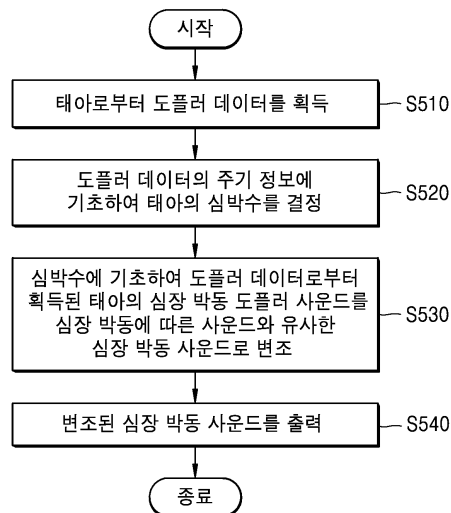 시작
태아로부터 도플러 데이터를 획득
S510
도플러 데이터의 주기 정보에
기초하여 태아의 심박수를 결정
S520
심박수에 기초하여 도플러 데이터로부터
획득된 태아의 심장 박동 도플러 사운드를
심장 박동에 따른 사운드와 유사한
심장 박동 사운드로 변조
S530
변조된 심장 박동 사운드를 출력
S540
종료